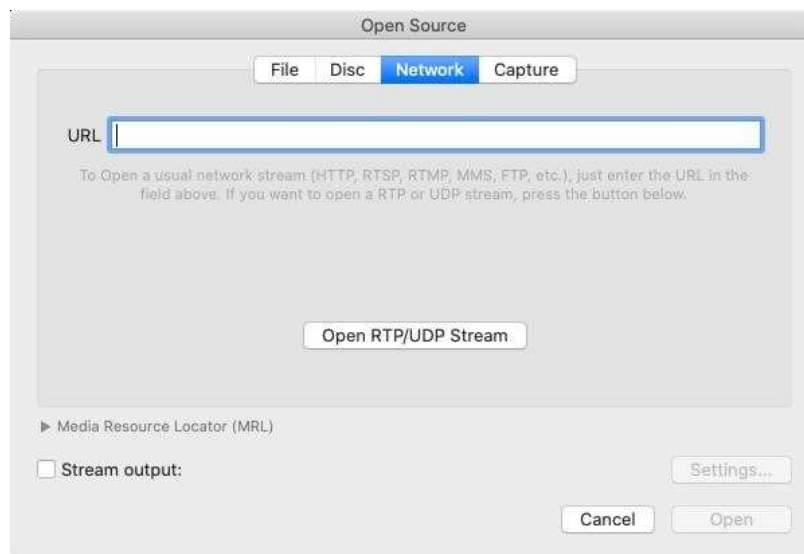 Open Source
File Disc Network Capture
URL
To Open a usual network stream (HTTP, RTSP, RTMP, MMS, FTP, etc.), just enter the URL in the
field above. If you want to open a RTP or UDP stream, press the button below.
Open RTP/UDP Stream
Media Resource Locator (MRL)
Stream output:
Settings...
Cancel Open